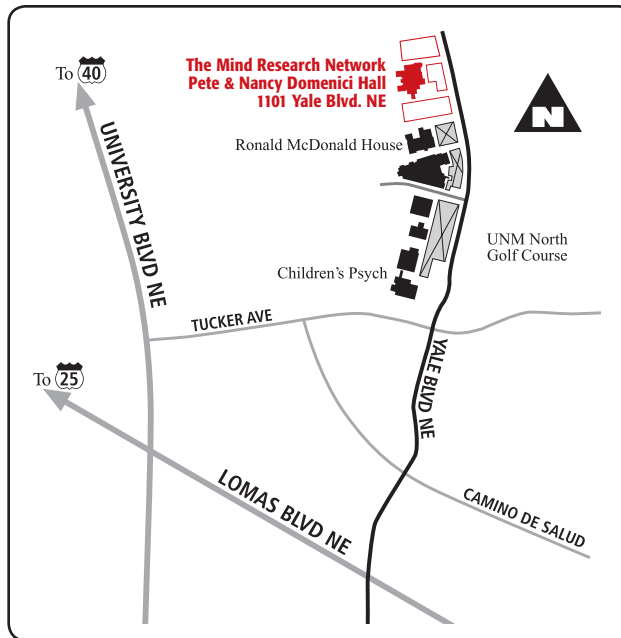 To 40
The Mind Research Network
Pete & Nancy Domenici Hall
1101 Yale Blvd. NE
N
Ronald McDonald House
UNIVERSITY BLVD NE
UNM North
Golf Course
Children’s Psych
TUCKER AVE
To 25
YALE BLVD NE
LOMAS BLVD NE
CAMINO DE SALUD